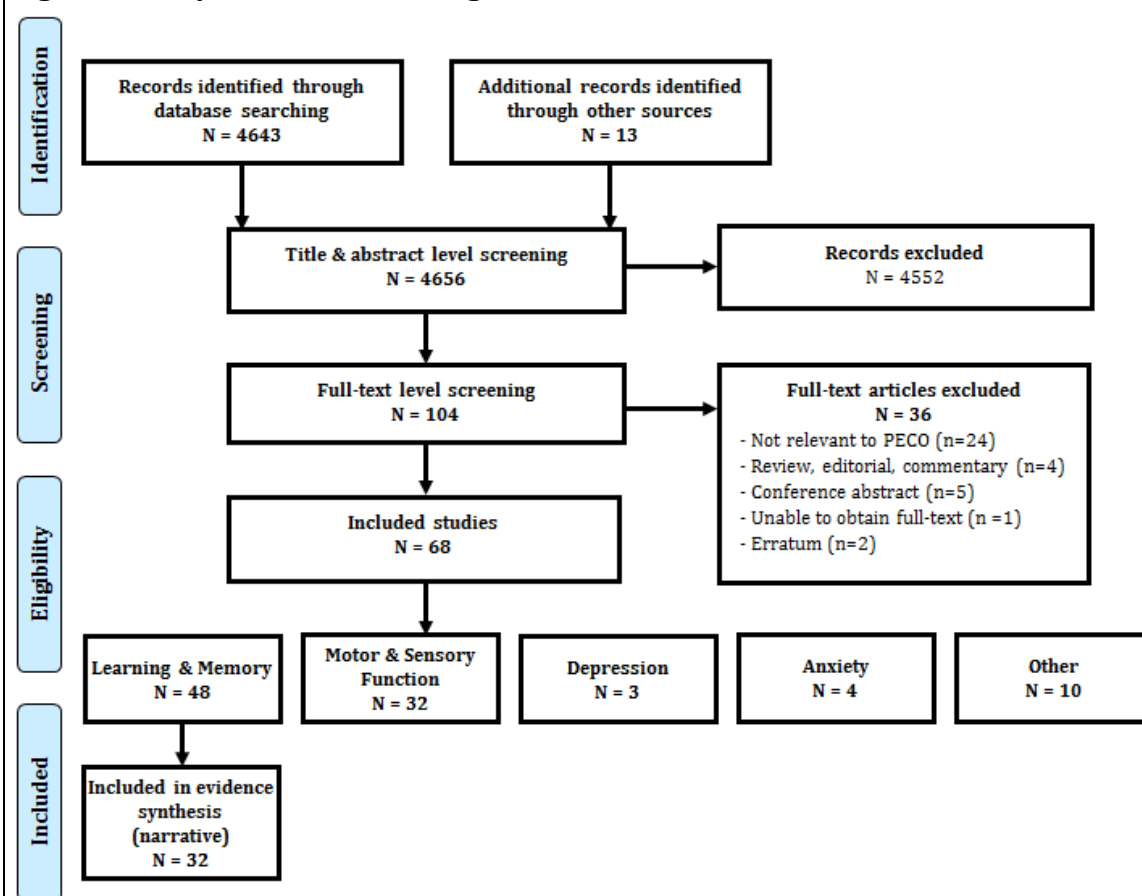 Identification
Records identified through
database searching
N = 4643
Additional records identified
through other sources
N = 13
Screening
Title & abstract level screening
N = 4656
Records excluded
N = 4552
Full-text level screening
N = 104
Full-text articles excluded
N = 36
- Not relevant to PECO (n=24)
- Review, editorial, commentary (n=4)
- Conference abstract (n=5)
- Unable to obtain full-text (n =1)
- Erratum (n=2)
Eligibility
Included studies
N = 68
Learning & Memory
N = 48
Motor & Sensory
Function
N = 32
Depression
N = 3
Anxiety
N = 4
Other
N = 10
Included
Included in evidence
synthesis
(narrative)
N = 32